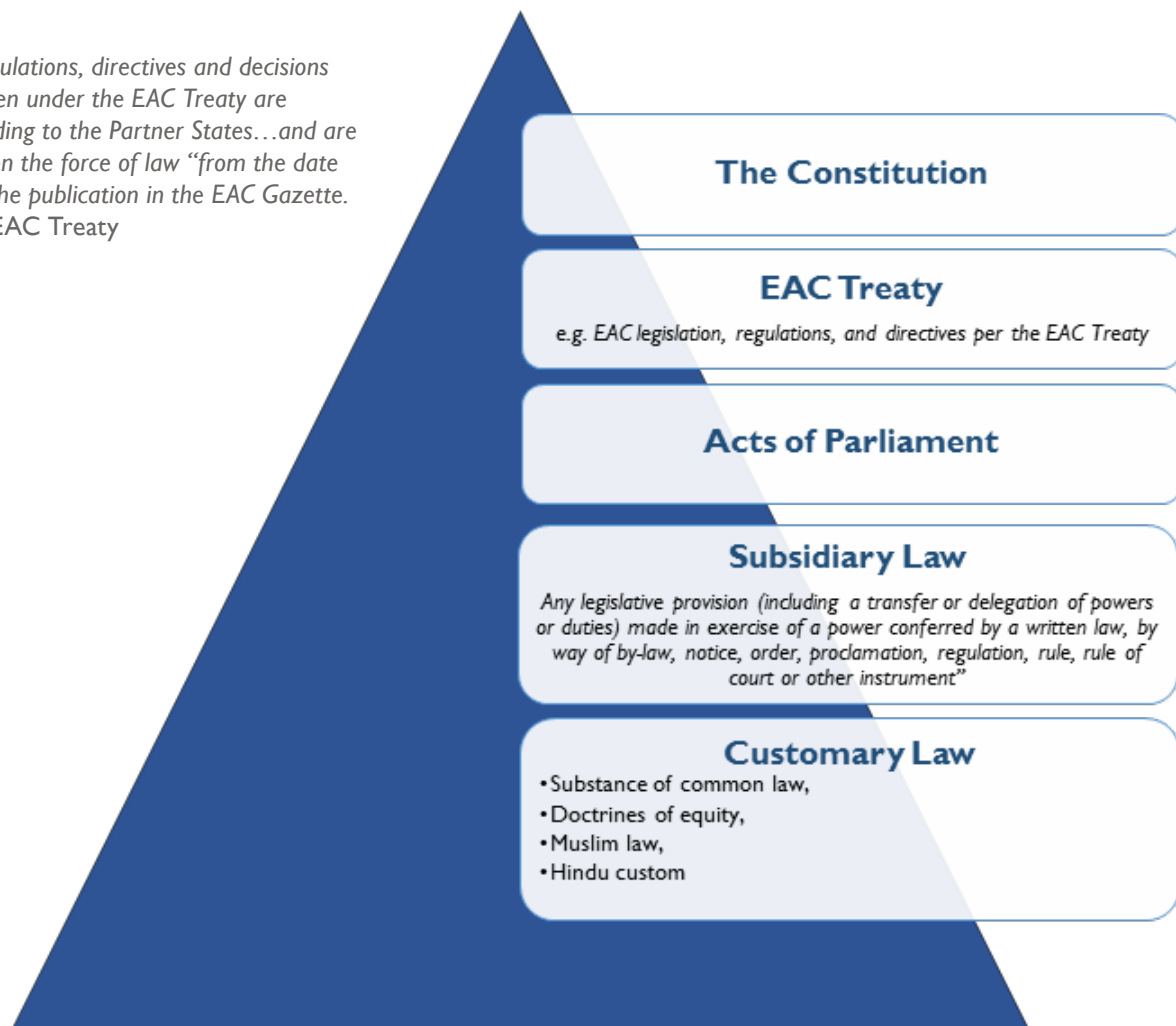 ulations, directives and decisions
en under the EAC Treaty are
ding to the Partner States…and are
on the force of law “from the date
he publication in the EAC Gazette.
EAC Treaty
The Constitution
EAC Treaty
e.g. EAC legislation, regulations, and directives per the EAC Treaty
Acts of Parliament
Subsidiary Law
Any legislative provision (including a transfer or delegation of powers
or duties) made in exercise of a power conferred by a written law, by
way of by-law, notice, order, proclamation, regulation, rule, rule of
court or other instrument”
Customary Law
•Substance of common law,
•Doctrines of equity,
•Muslim law,
•Hindu custom